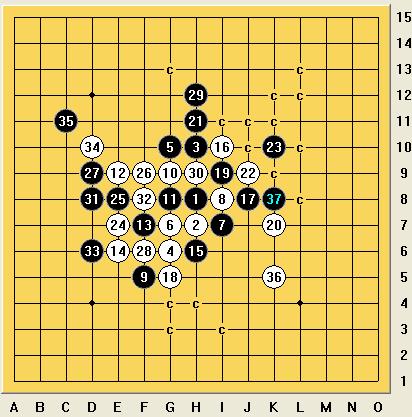 15
14
c c 13
29 c c 12
35 21 c c c 11
34 5 3 16 c 23 10
27 12 26 10 30 19 22 c 9
31 25 32 11 1 8 17 37 c 8
24 13 6 2 7 20 7
33 14 28 4 15 6
9 18 36 5
c c 4
c c 3
2
1
A B C D E F G H I J K L M N O